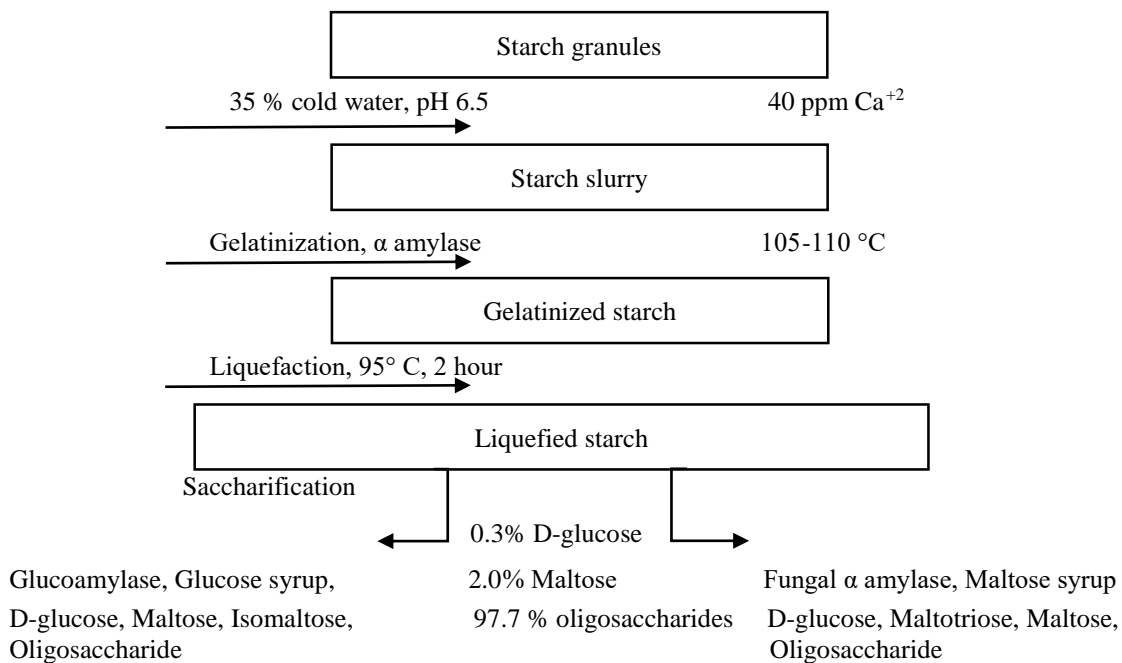 Starch granules
35 % cold water, pH 6.5 40 ppm Ca⁺²
Starch slurry
Gelatinization, α amylase 105-110 °C
Gelatinized starch
Liquefaction, 95° C, 2 hour
Liquefied starch
Saccharification
0.3% D-glucose
Glucoamylase, Glucose syrup, 2.0% Maltose Fungal α amylase, Maltose syrup
D-glucose, Maltose, Isomaltose, 97.7 % oligosaccharides D-glucose, Maltotriose, Maltose,
Oligosaccharide Oligosaccharide